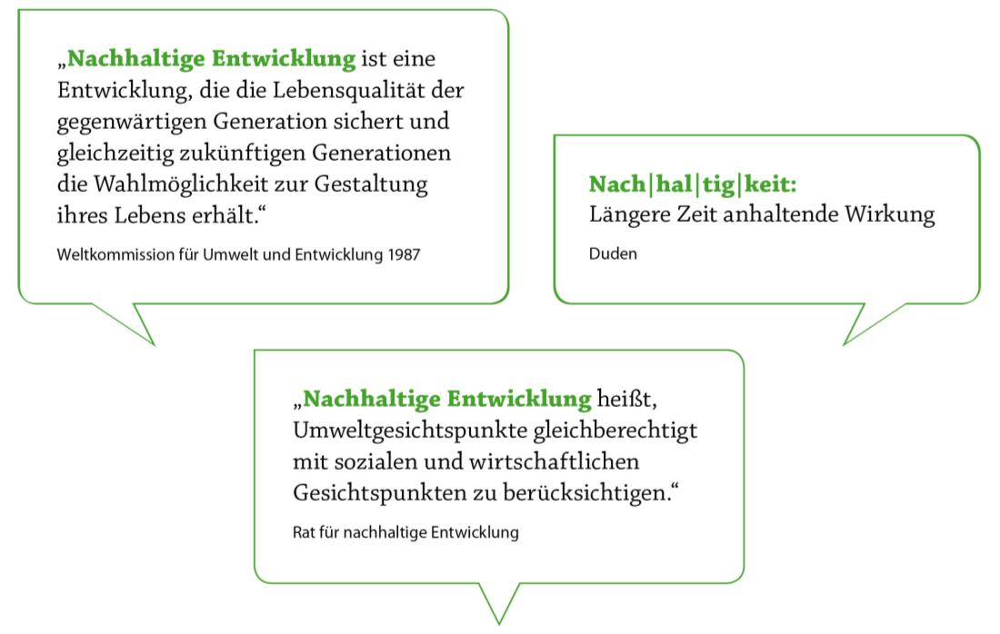 „Nachhaltige Entwicklung ist eine
Entwicklung, die die Lebensqualität der
gegenwärtigen Generation sichert und
gleichzeitig zukünftigen Generationen
die Wahlmöglichkeit zur Gestaltung
ihres Lebens erhält.“
Weltkommission für Umwelt und Entwicklung 1987
Nach|hal|tig|keit:
Längere Zeit anhaltende Wirkung
Duden
„Nachhaltige Entwicklung heißt,
Umweltgesichtspunkte gleichberechtigt
mit sozialen und wirtschaftlichen
Gesichtspunkten zu berücksichtigen.“
Rat für nachhaltige Entwicklung